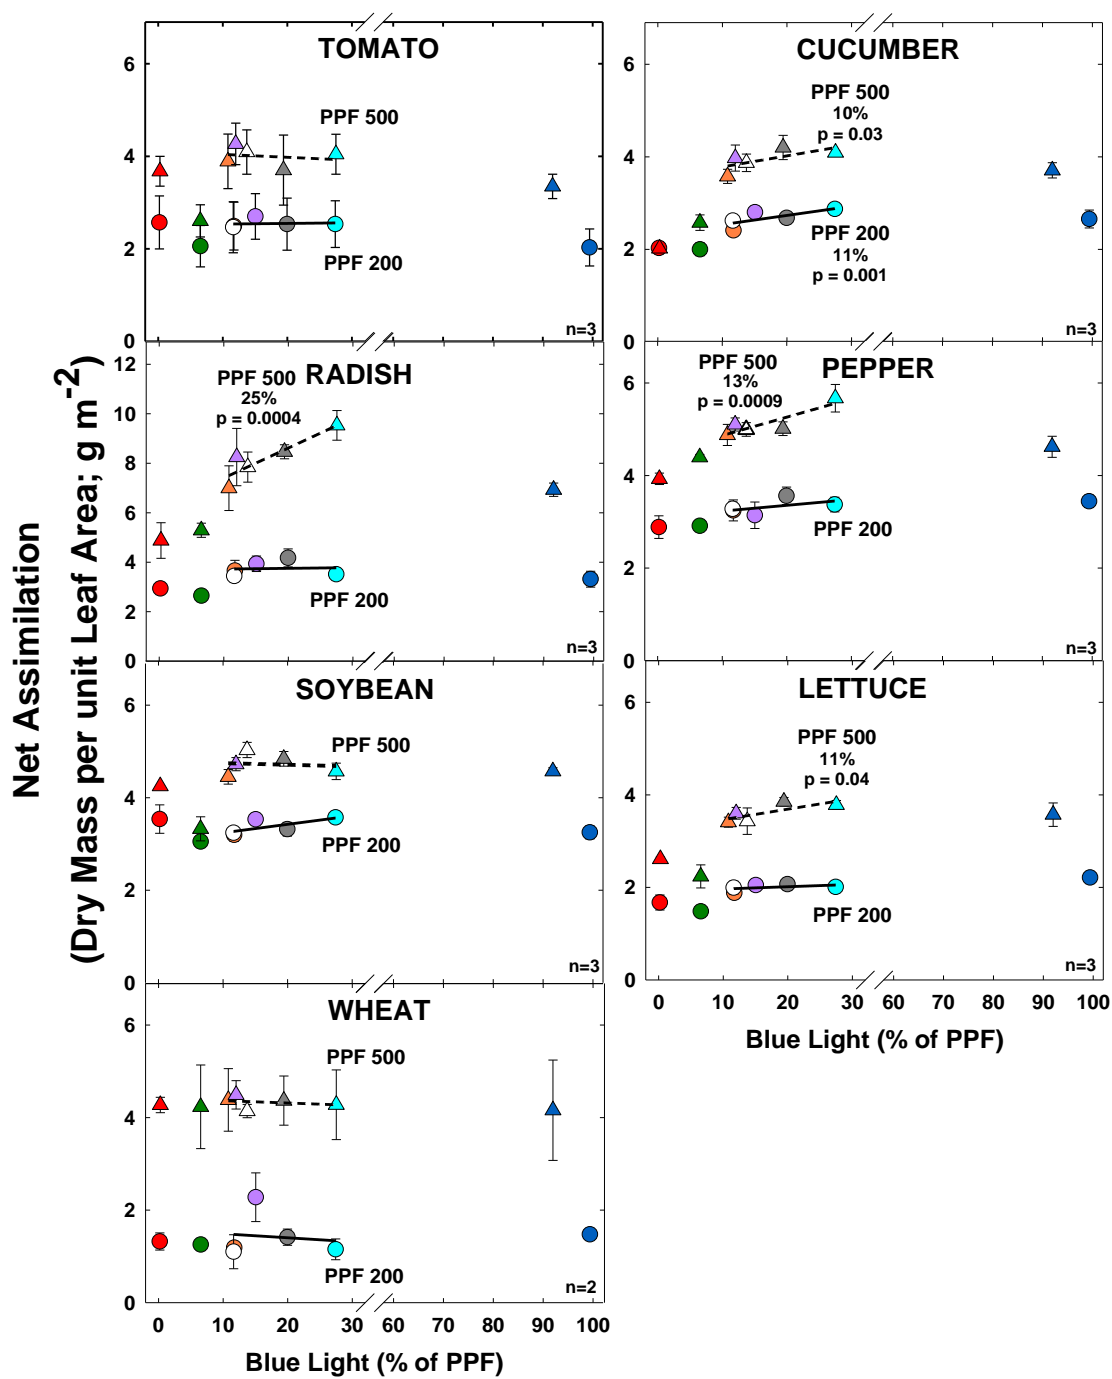 Net Assimilation
(Dry Mass per unit Leaf Area; g m-2)
TOMATO
6
4
2
0
PPF 500
PPF 200
n=3
CUCUMBER
6
4
2
0
PPF 500
10%
p = 0.03
PPF 200
11%
p = 0.001
n=3
RADISH
12
10
8
6
4
2
0
PPF 500
25%
p = 0.0004
PPF 200
n=3
PEPPER
6
4
2
0
PPF 500
13%
p = 0.0009
PPF 200
n=3
SOYBEAN
6
4
2
0
PPF 500
PPF 200
n=3
LETTUCE
6
4
2
0
PPF 500
11%
p = 0.04
PPF 200
n=3
0 10 20 30 60 70 80 90 100
Blue Light (% of PPF)
WHEAT
6
4
2
0
PPF 500
PPF 200
n=2
0 10 20 30 60 70 80 90 100
Blue Light (% of PPF)